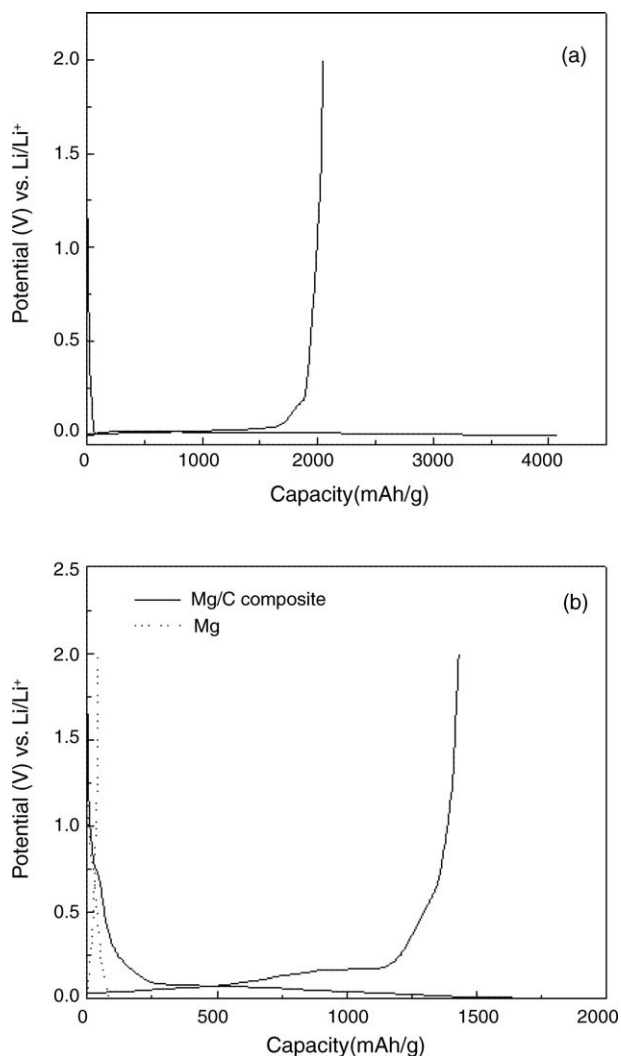 (a)
2.0
1.5
1.0
0.5
0.0
Potential (V) vs. Li/Li⁺
0 1000 2000 3000 4000
Capacity(mAh/g)
2.5
(b)
Mg/C composite
Mg
2.0
1.5
1.0
0.5
0.0
Potential (V) vs. Li/Li⁺
0 500 1000 1500 2000
Capacity(mAh/g)